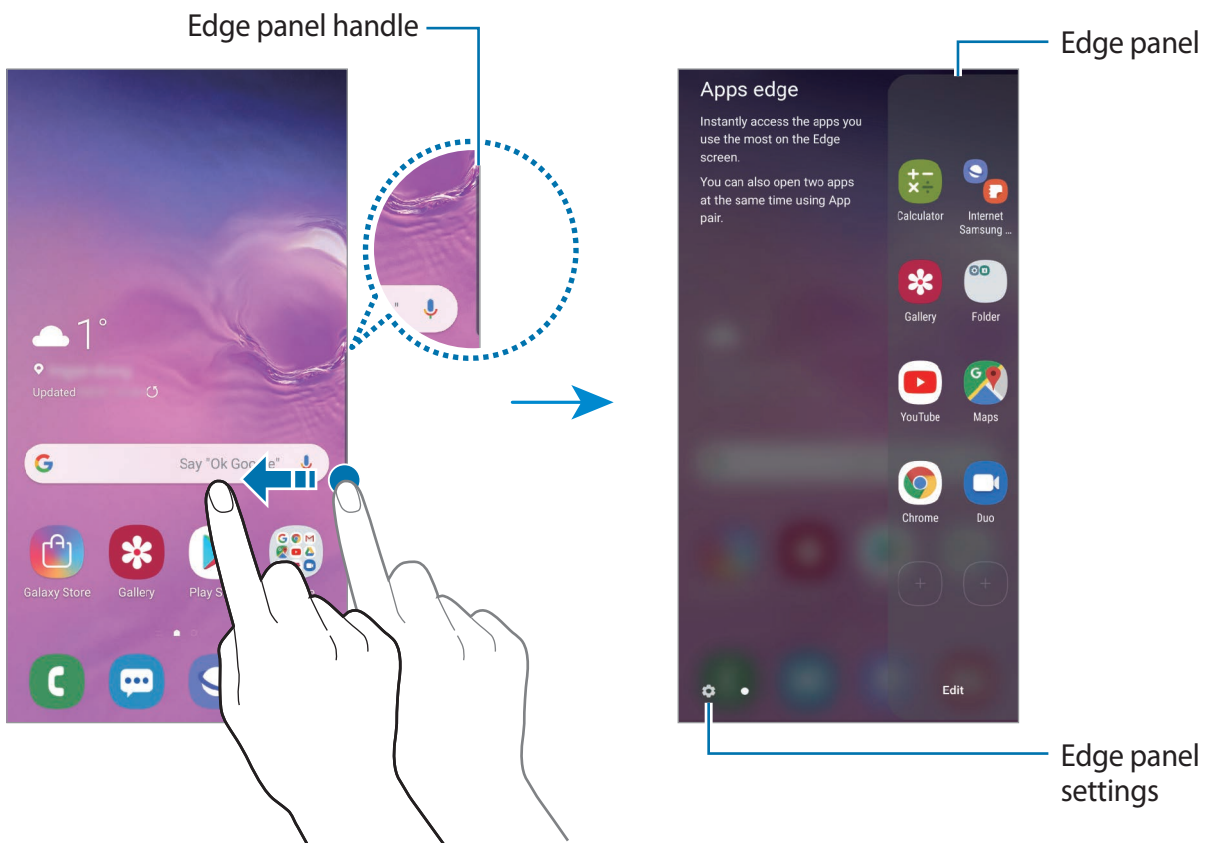 Edge panel handle
1°
Updated
G
Say "Ok Google"
"
Galaxy Store
Gallery
Play S
Edge panel
Apps edge
Instantly access the apps you
use the most on the Edge
screen.
You can also open two apps
at the same time using App
pair.
Calculator
Internet
Samsung ...
Gallery
Folder
YouTube
G
Maps
Chrome
Duo
Edit
Edge panel
settings